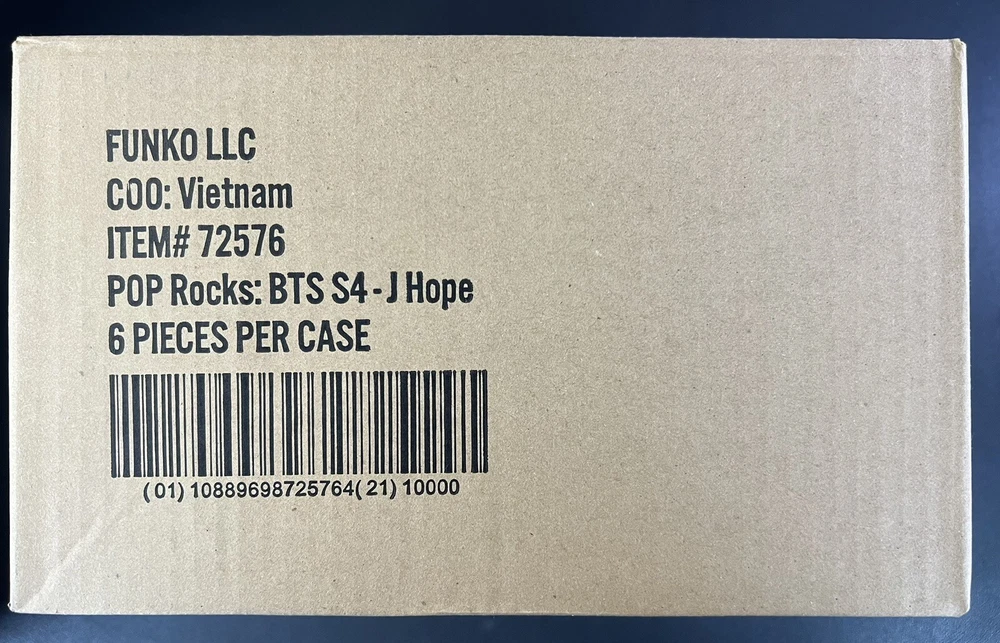 FUNKO LLC
COO: Vietnam
ITEM# 72576
POP Rocks: BTS S4 - J Hope
6 PIECES PER CASE
(01) 10889698725764(21) 10000